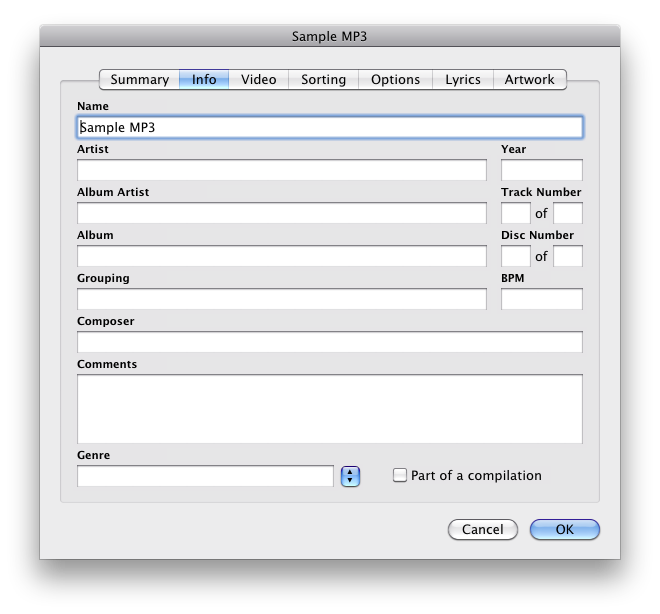 Sample MP3
Summary Info Video Sorting Options Lyrics Artwork
Name
Sample MP3
Artist Year
Album Artist Track Number
of
Album Disc Number
of
Grouping BPM
Composer
Comments
Genre
Part of a compilation
Cancel OK